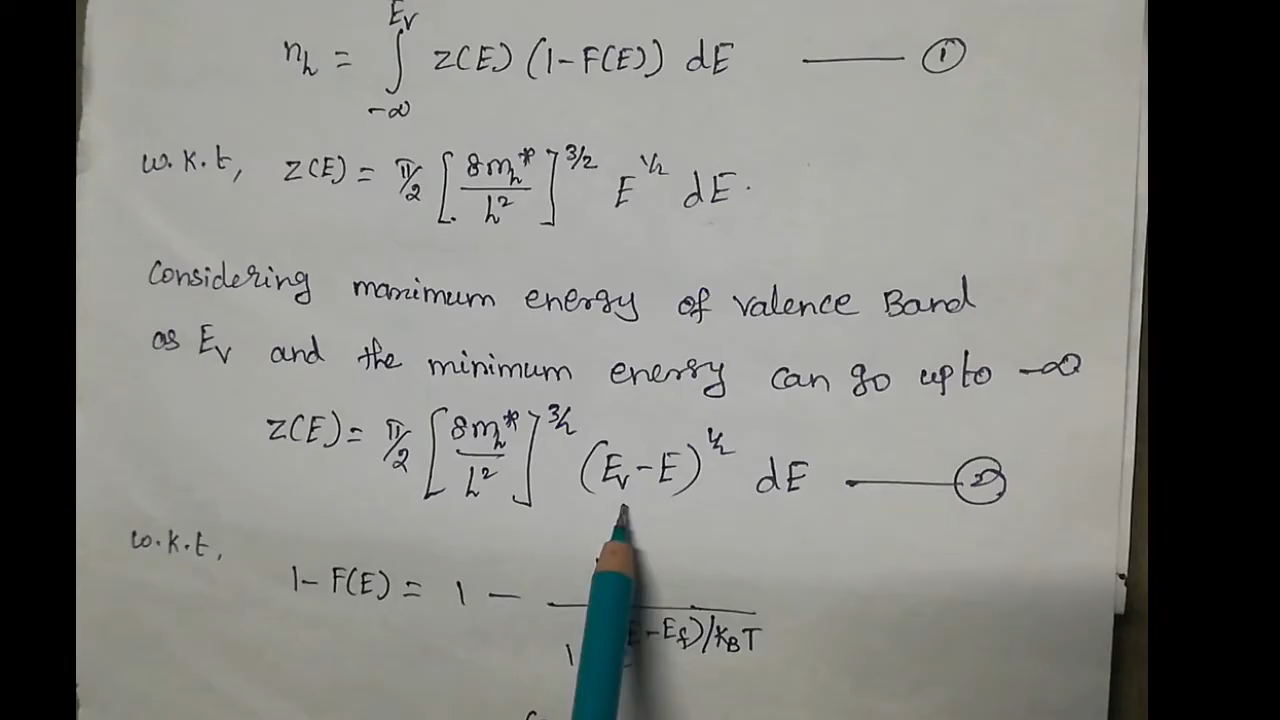 n_h = ∫_{-∞}^{E_v} Z(E) (1-F(E)) dE —— ①
w.k.t, Z(E) = π/2 [8m_h*/h²]^{3/2} E^{1/2} dE.
Considering maximum energy of valence Band
as E_v and the minimum energy can go upto -∞
Z(E) = π/2 [8m_h*/h²]^{3/2} (E_v-E)^{1/2} dE —— ②
w.k.t,
1-F(E) = 1 -
1 E-E_f)/K_BT